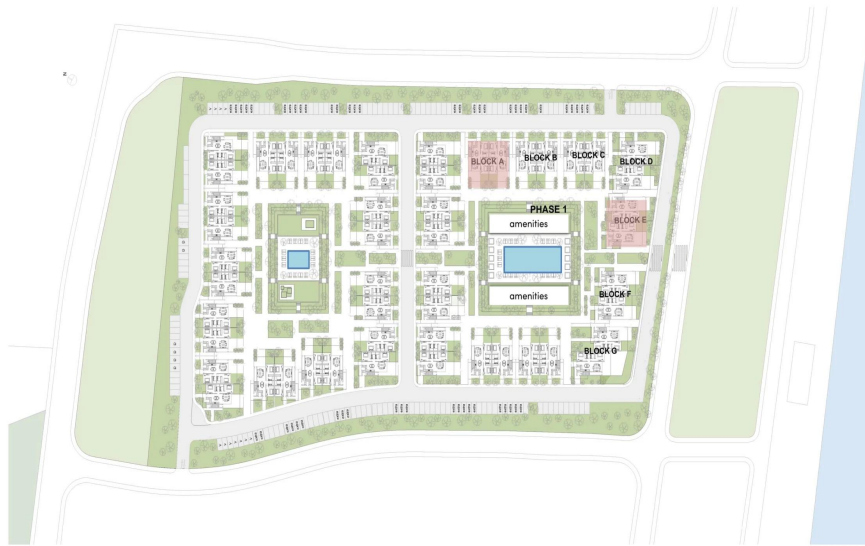 BLOCK A
BLOCK B
BLOCK C
BLOCK D
PHASE 1
BLOCK E
amenities
amenities
BLOCK F
BLOCK G